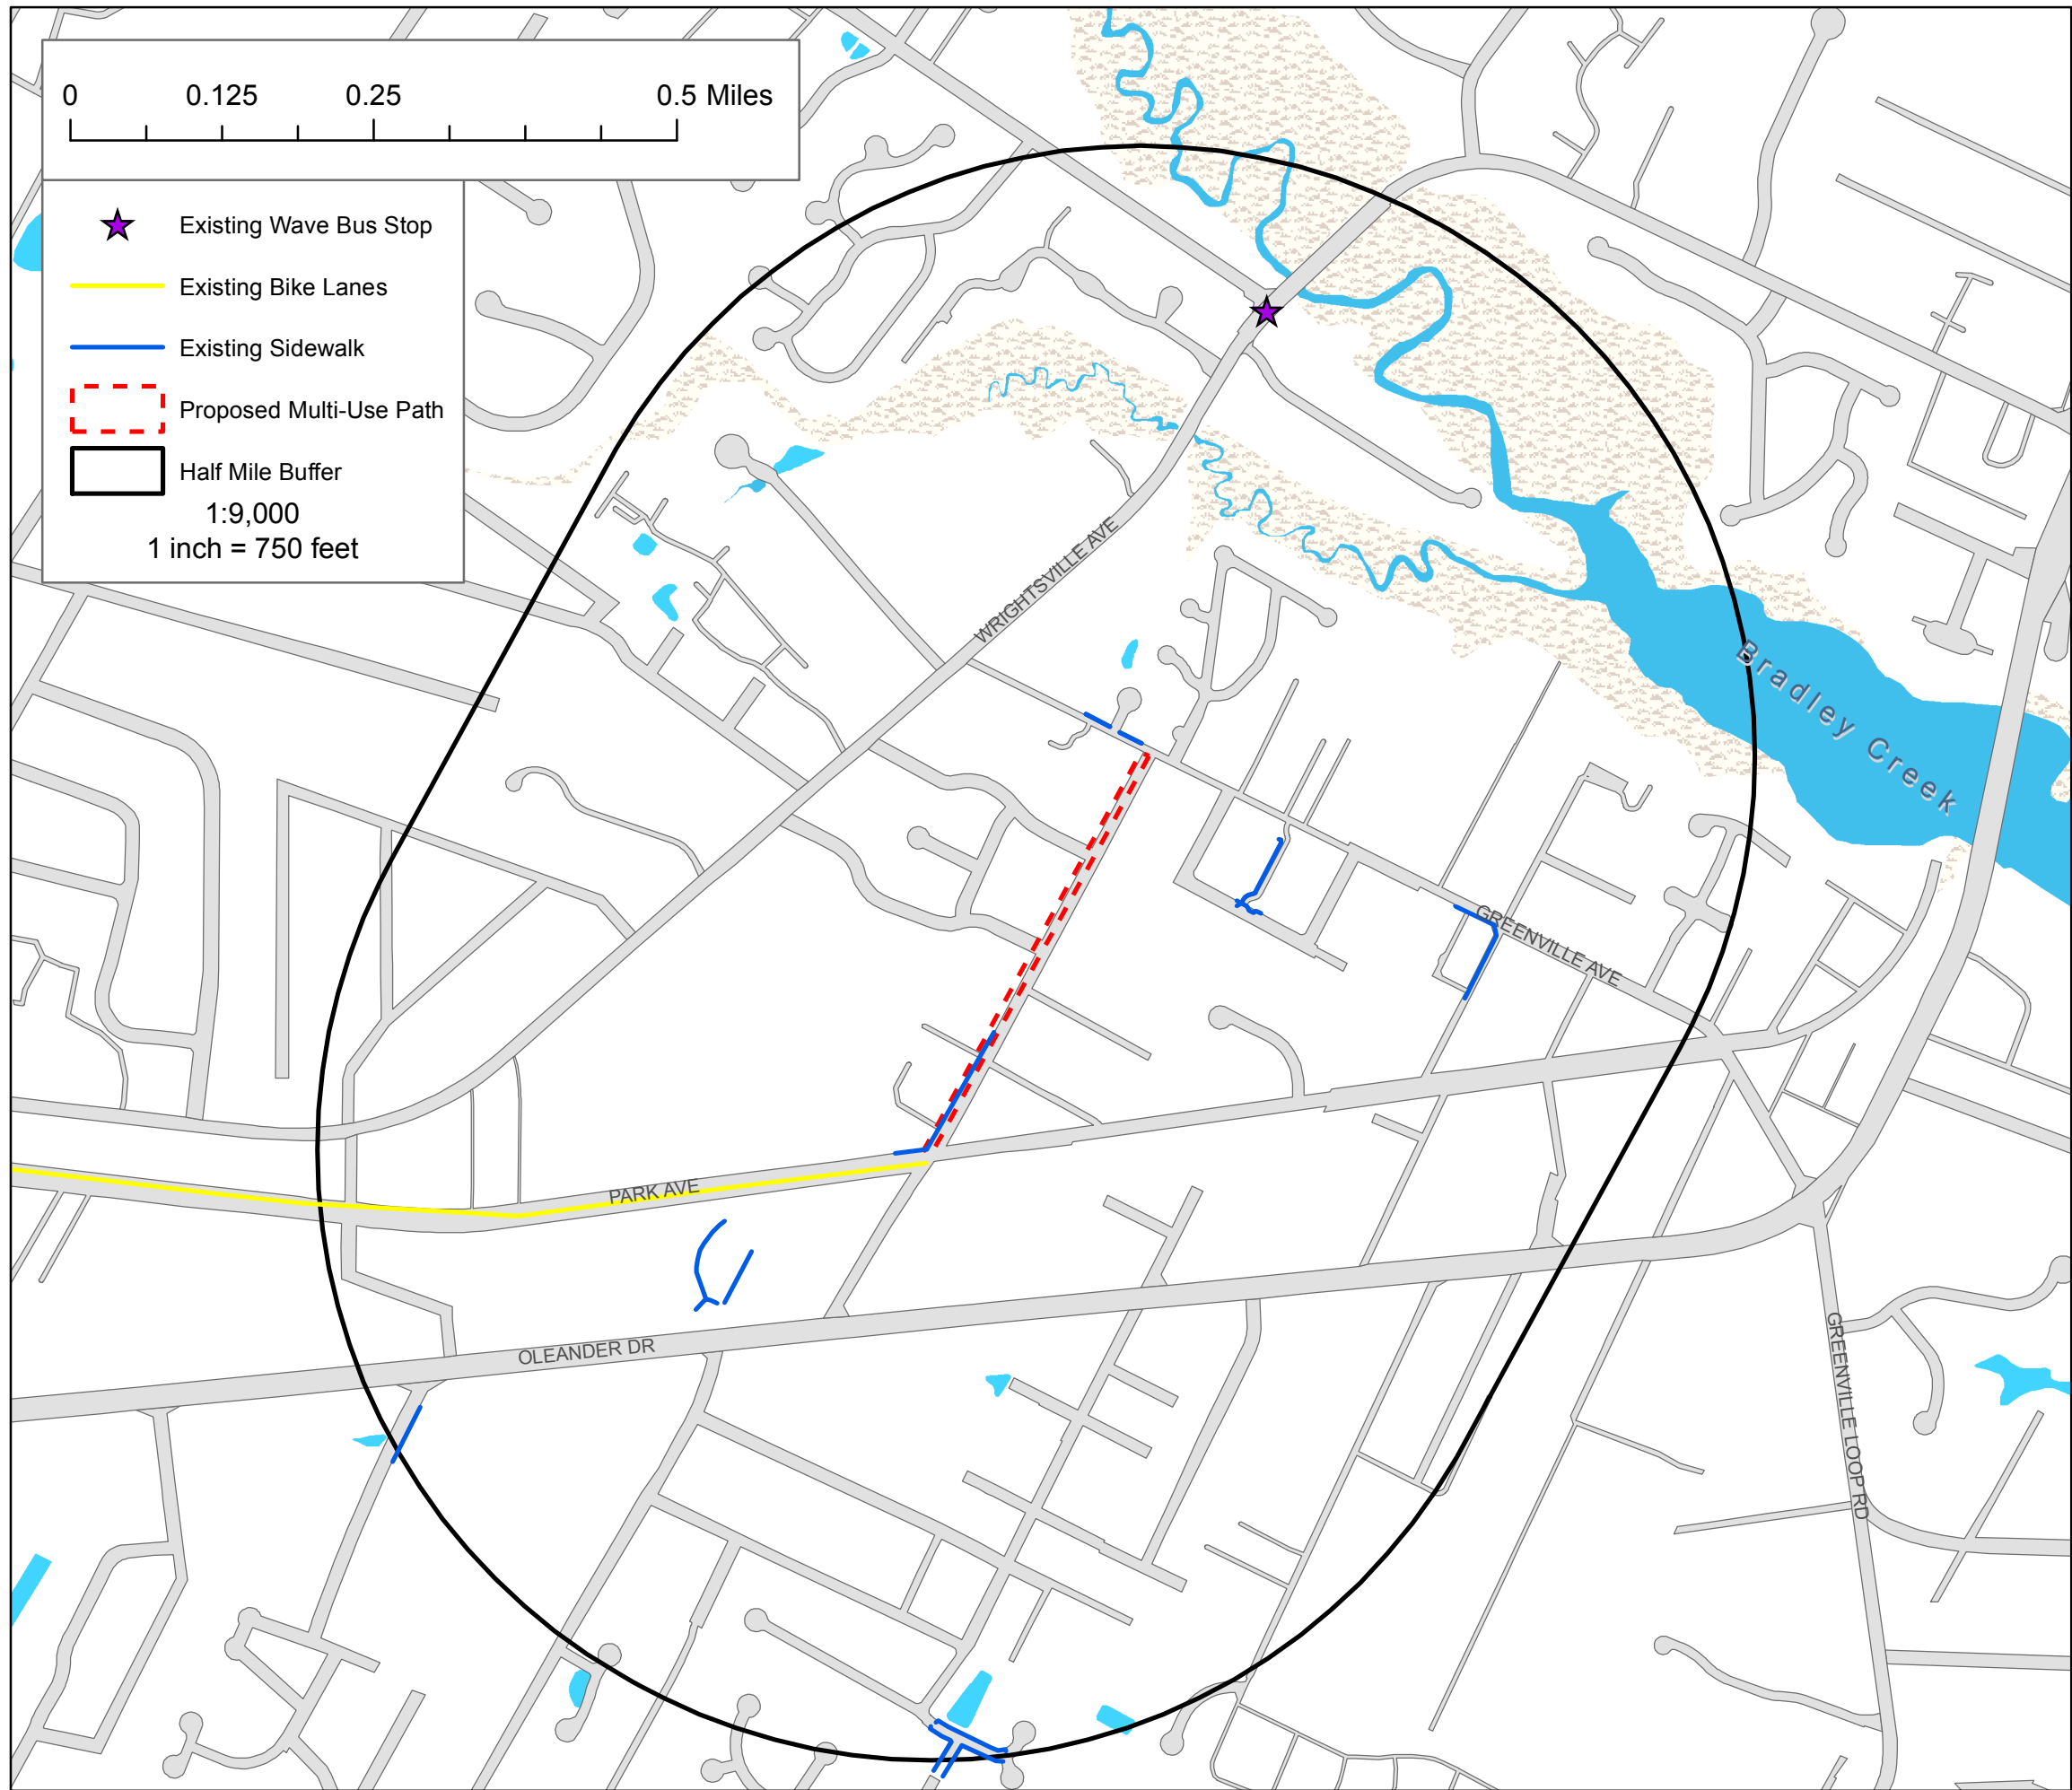 0 0.125 0.25 0.5 Miles
Existing Wave Bus Stop
Existing Bike Lanes
Existing Sidewalk
Proposed Multi-Use Path
Half Mile Buffer
1:9,000
1 inch = 750 feet
WRIGHTSVILLE AVE
Bradley Creek
GREENVILLE AVE
PARK AVE
OLEANDER DR
GREENVILLE LOOP RD